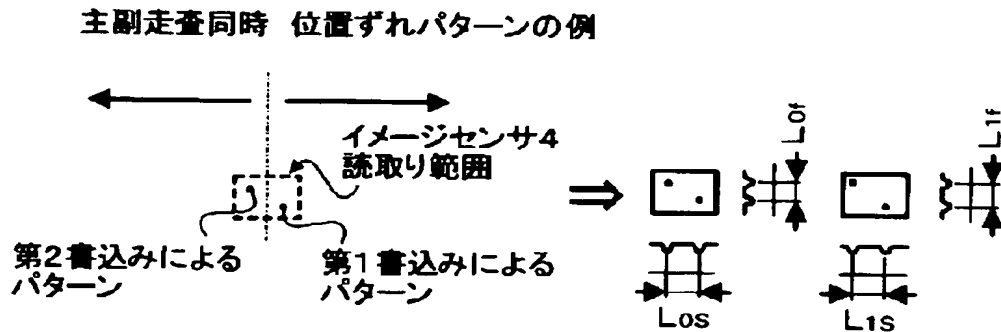 主副走査同時 位置ずれパターンの例
イメージセンサ4
読取り範囲
第2書込みによる
パターン
第1書込みによる
パターン
L0f
L1f
L0S
L1S